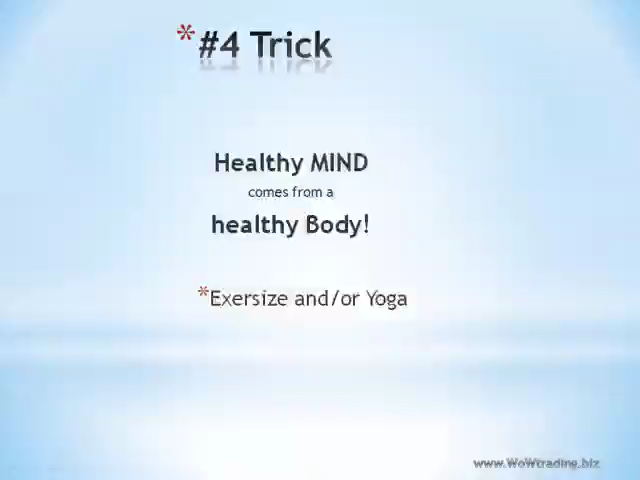 *#4 Trick
Healthy MIND
comes from a
healthy Body!
*Exersize and/or Yoga
www.WoWtrading.biz